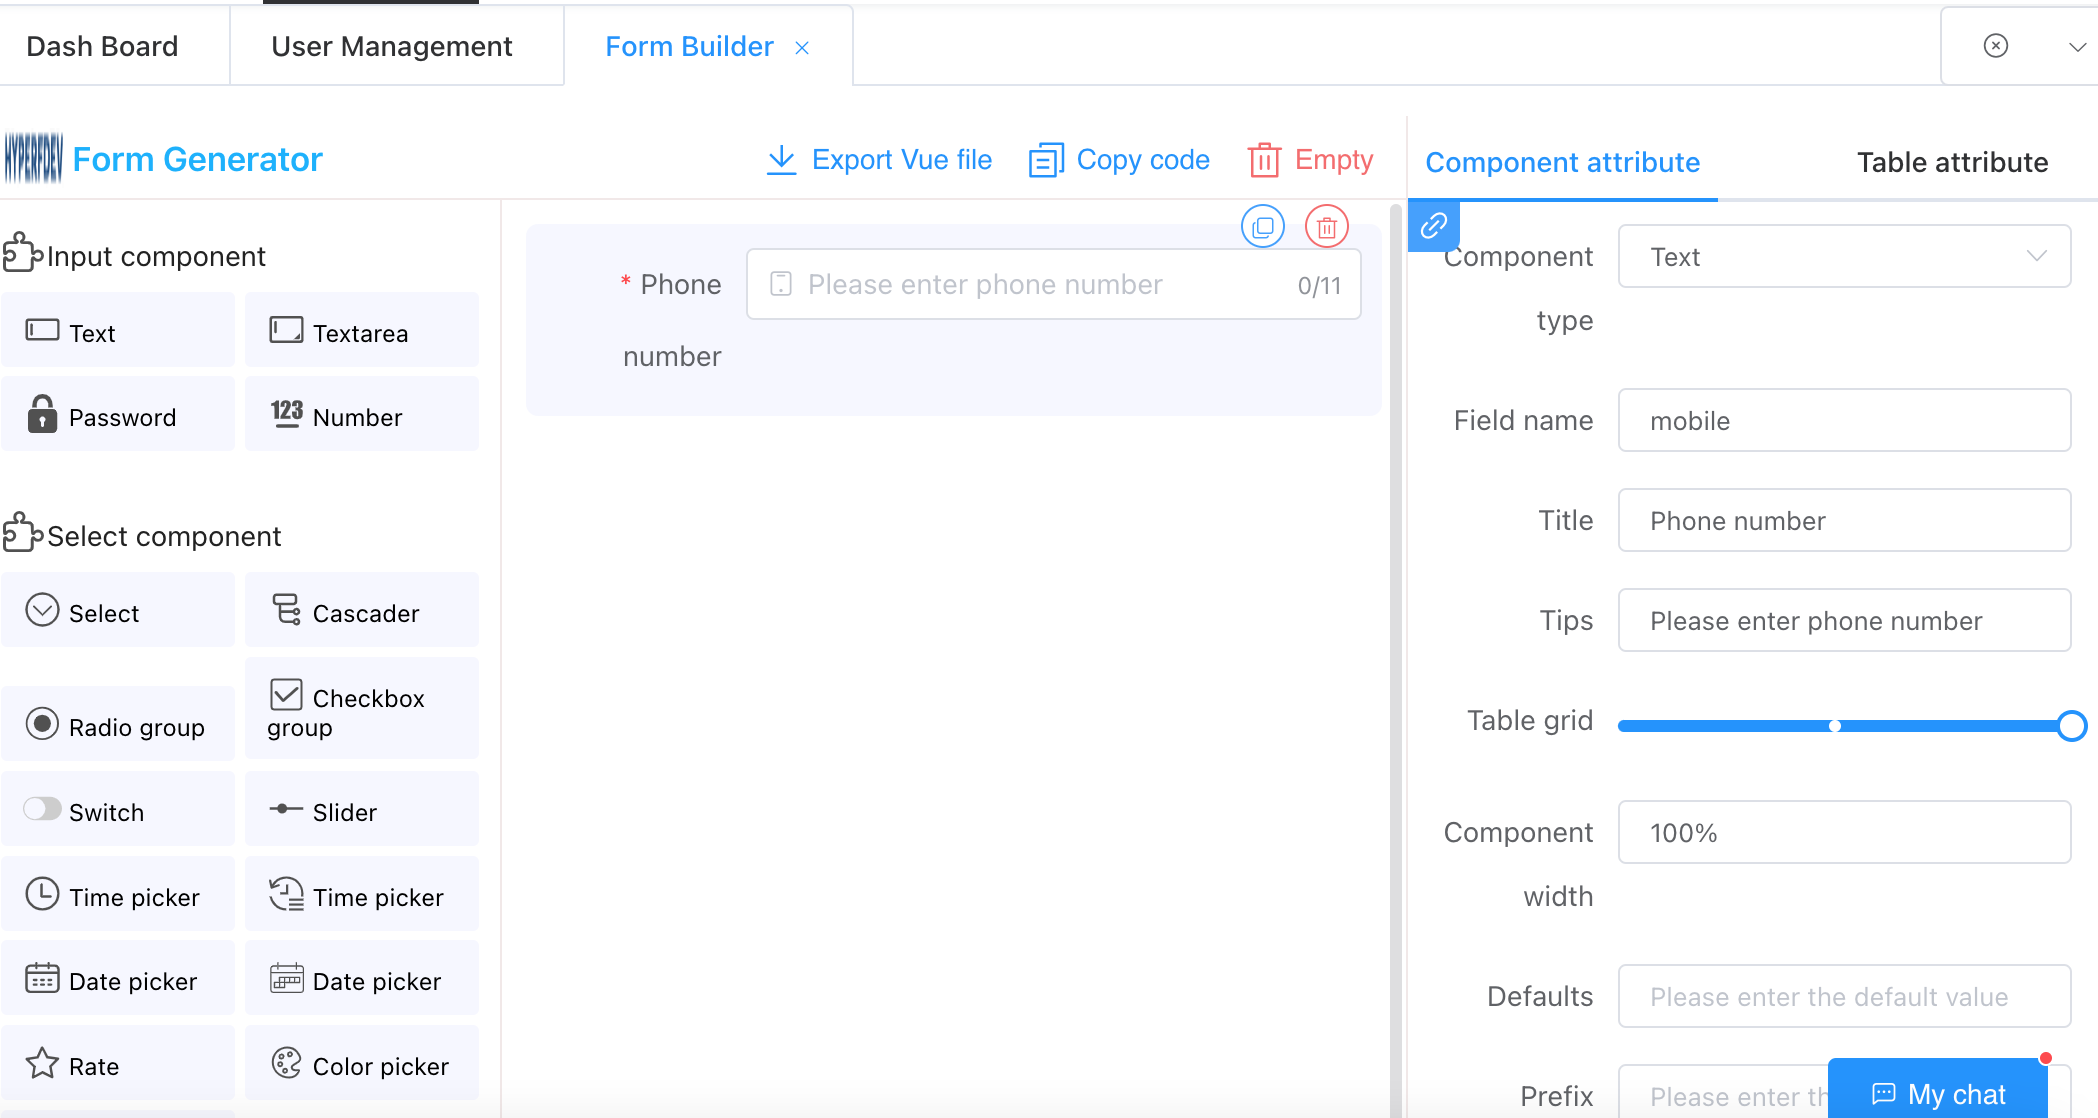 Dash Board
User Management
Form Builder
HYPERFDEV
Form Generator
Export Vue file
Copy code
Empty
Component attribute
Table attribute
Input component
Text
Textarea
Password
123
Number
Select component
Select
Cascader
Radio group
Checkbox
group
Switch
Slider
Time picker
Time picker
Date picker
Date picker
Rate
Color picker
* Phone
number
Please enter phone number
0/11
Component
type
Text
Field name
mobile
Title
Phone number
Tips
Please enter phone number
Table grid
Component
width
100%
Defaults
Please enter the default value
Prefix
Please enter th
My chat